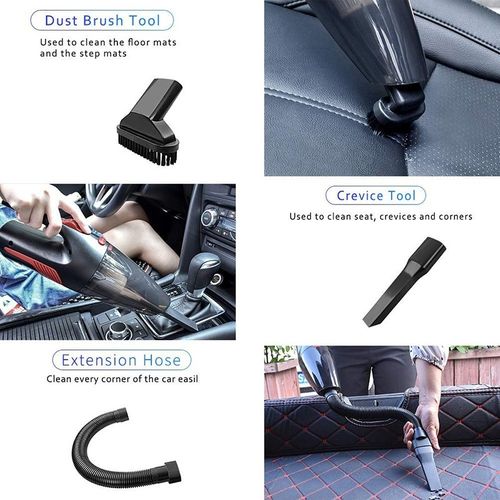 Dust Brush Tool
Used to clean the floor mats
and the step mats
Crevice Tool
Used to clean seat, crevices and corners
Extension Hose
Clean every corner of the car easil